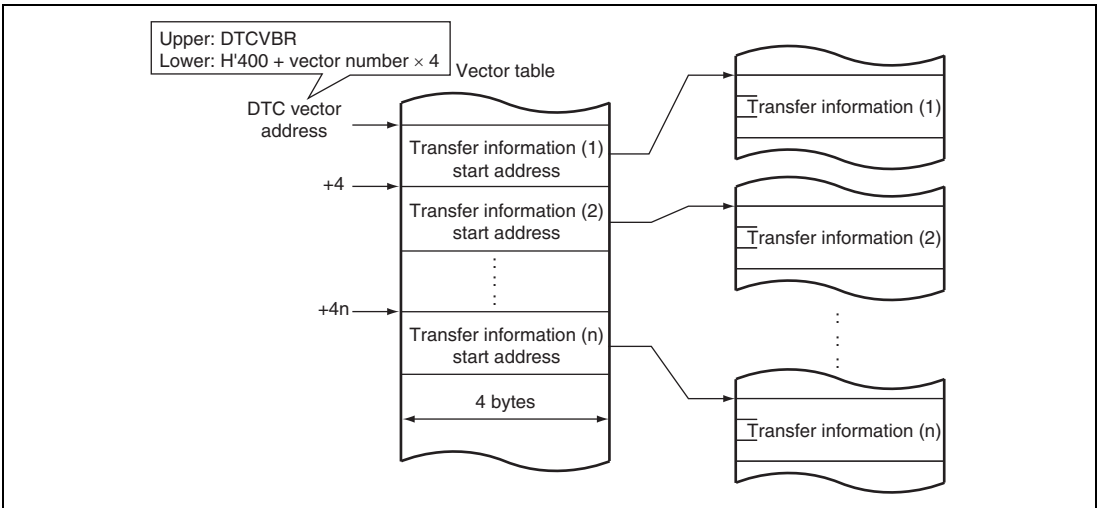 Upper: DTCVBR
Lower: H'400 + vector number × 4
Vector table
DTC vector
address
Transfer information (1)
start address
+4
Transfer information (2)
start address
+4n
Transfer information (n)
start address
4 bytes
Transfer information (1)
Transfer information (2)
Transfer information (n)